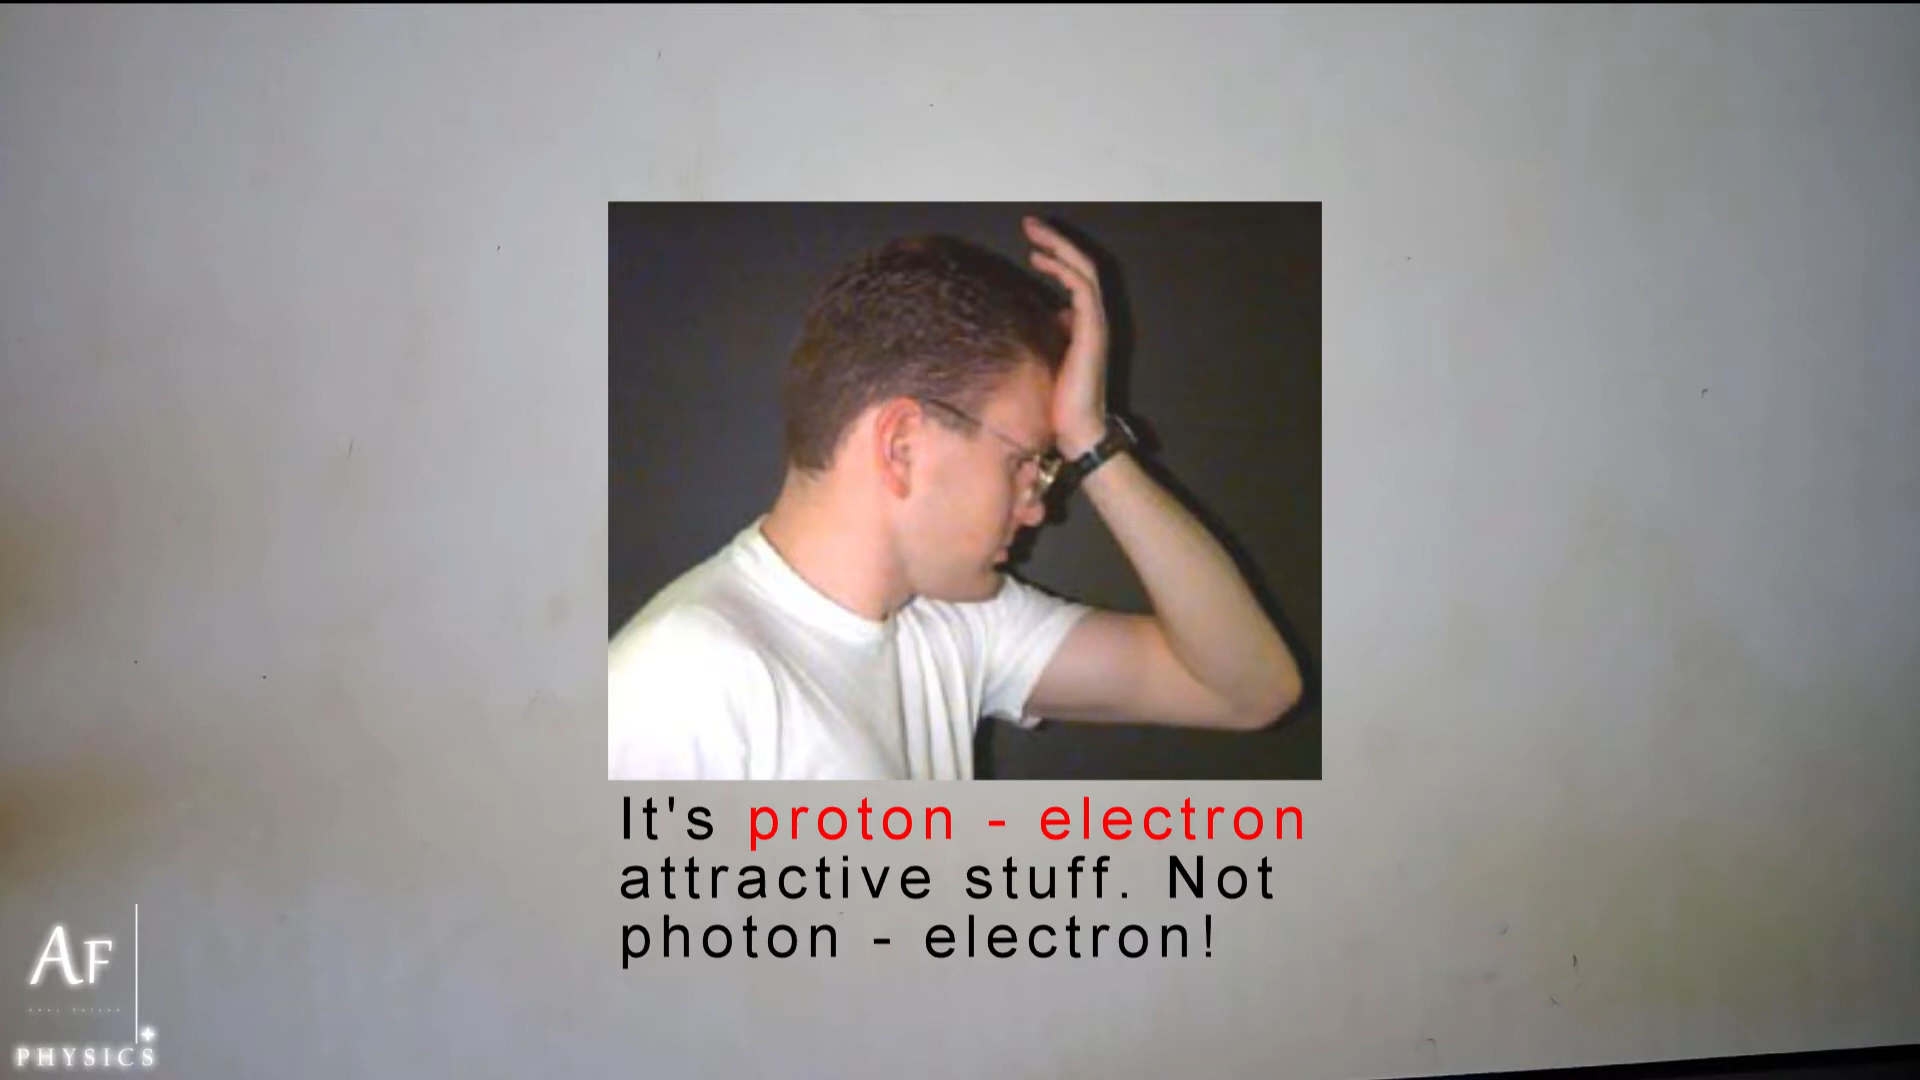 It's proton - electron
attractive stuff. Not
photon - electron!
AF
PHYSICS